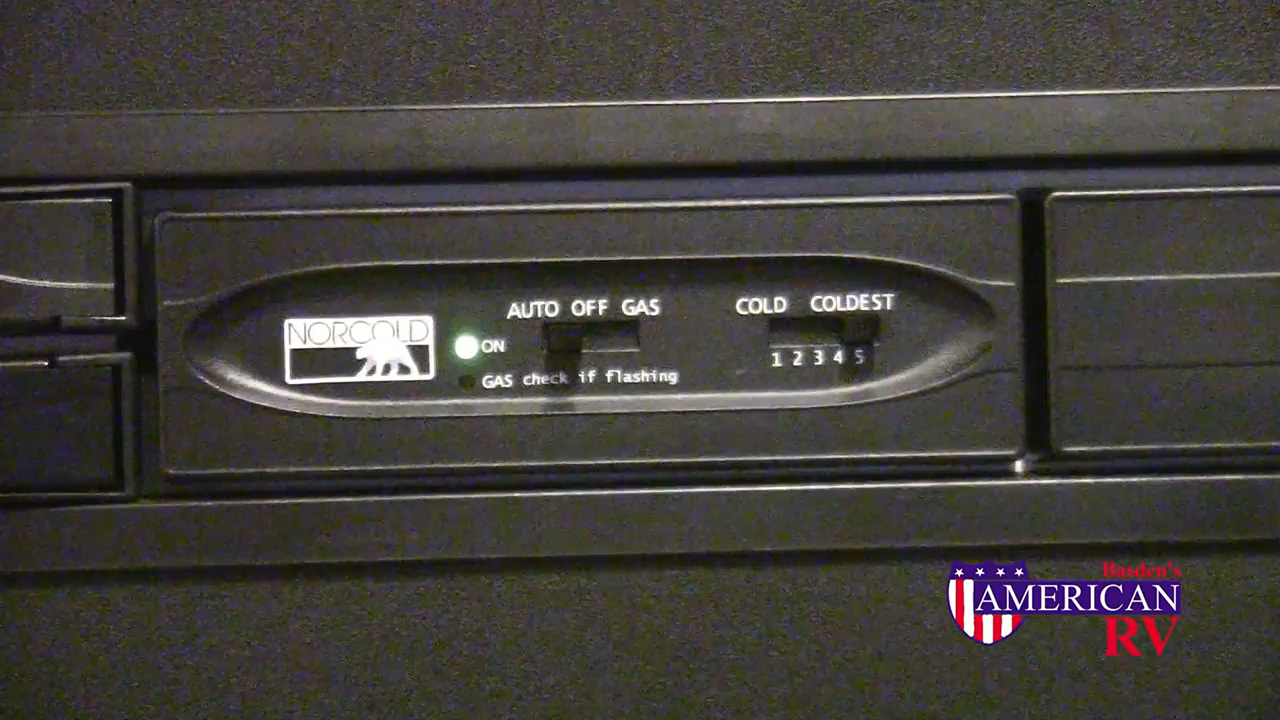 NORCOLD
ON
AUTO OFF GAS
GAS check if flashing
COLD COLDEST
1 2 3 4 5
Basden's
AMERICAN
RV